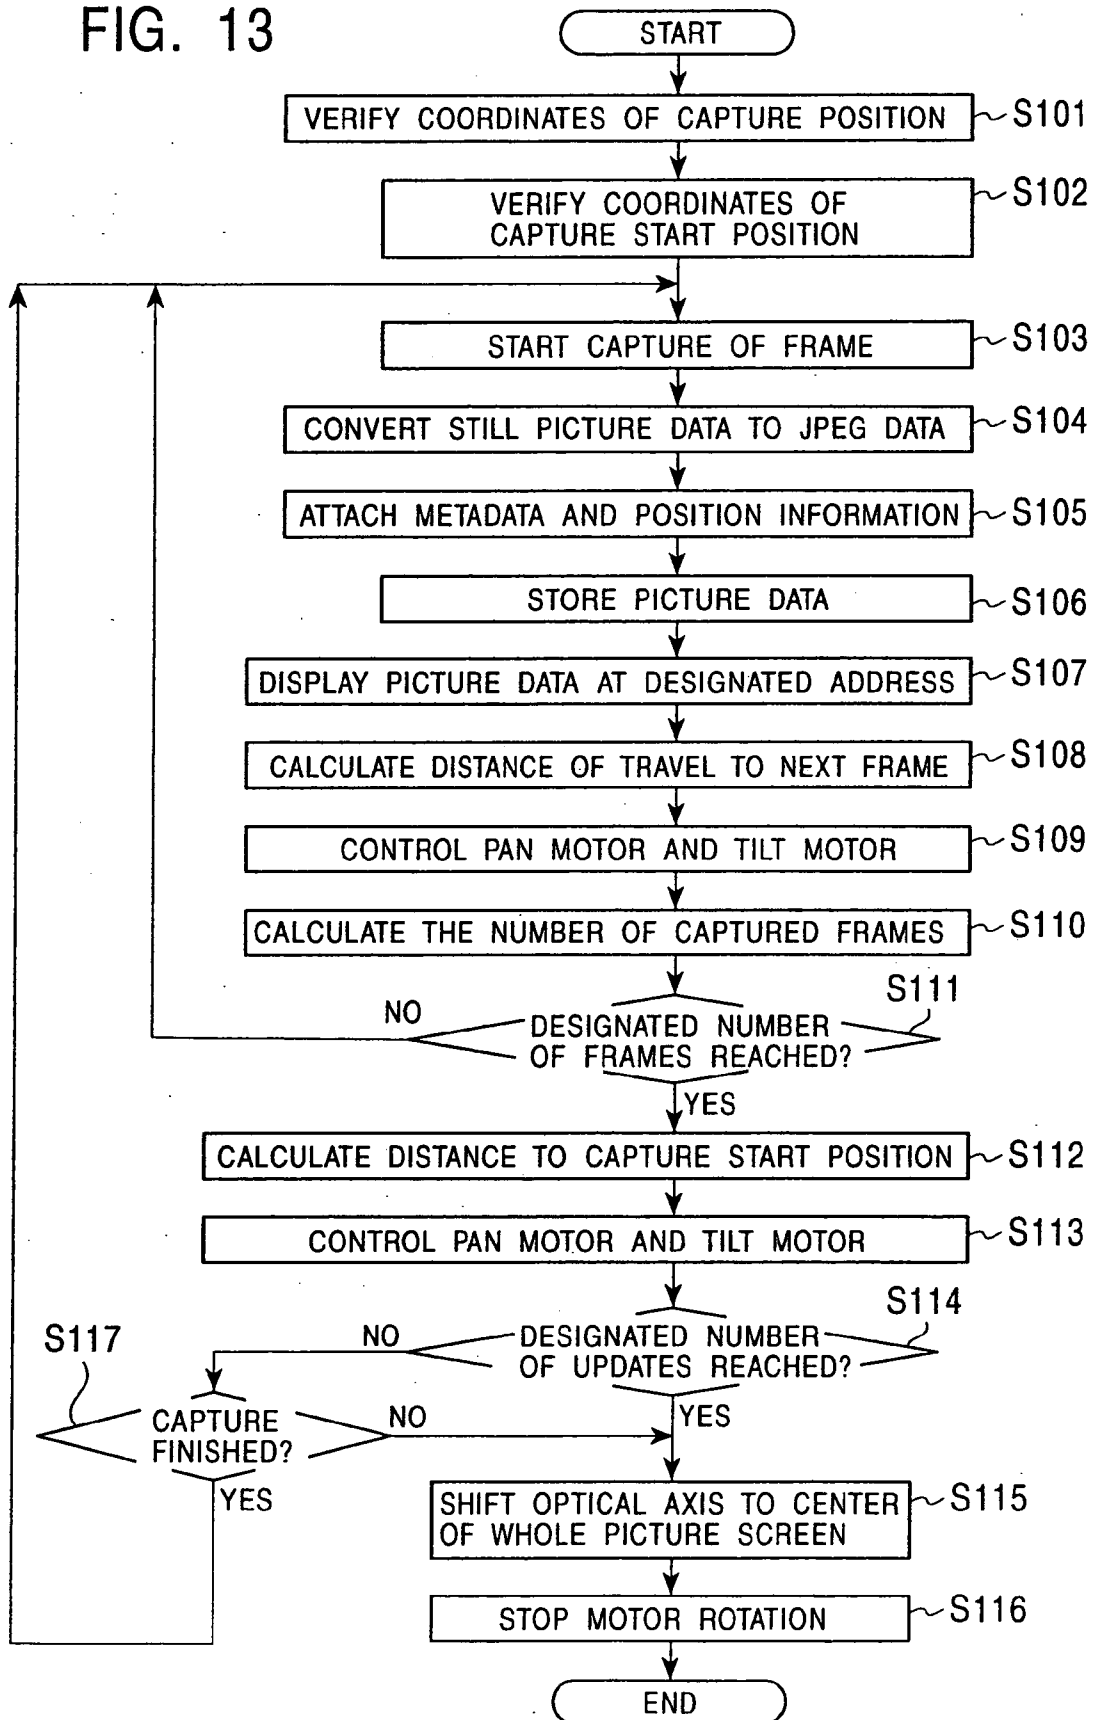 FIG. 13
START
VERIFY COORDINATES OF CAPTURE POSITION
S101
VERIFY COORDINATES OF
CAPTURE START POSITION
S102
START CAPTURE OF FRAME
S103
CONVERT STILL PICTURE DATA TO JPEG DATA
S104
ATTACH METADATA AND POSITION INFORMATION
S105
STORE PICTURE DATA
S106
DISPLAY PICTURE DATA AT DESIGNATED ADDRESS
S107
CALCULATE DISTANCE OF TRAVEL TO NEXT FRAME
S108
CONTROL PAN MOTOR AND TILT MOTOR
S109
CALCULATE THE NUMBER OF CAPTURED FRAMES
S110
S111
NO
DESIGNATED NUMBER
OF FRAMES REACHED?
YES
CALCULATE DISTANCE TO CAPTURE START POSITION
S112
CONTROL PAN MOTOR AND TILT MOTOR
S113
S114
NO
DESIGNATED NUMBER
OF UPDATES REACHED?
YES
S117
CAPTURE
FINISHED?
NO
YES
SHIFT OPTICAL AXIS TO CENTER
OF WHOLE PICTURE SCREEN
S115
STOP MOTOR ROTATION
S116
END